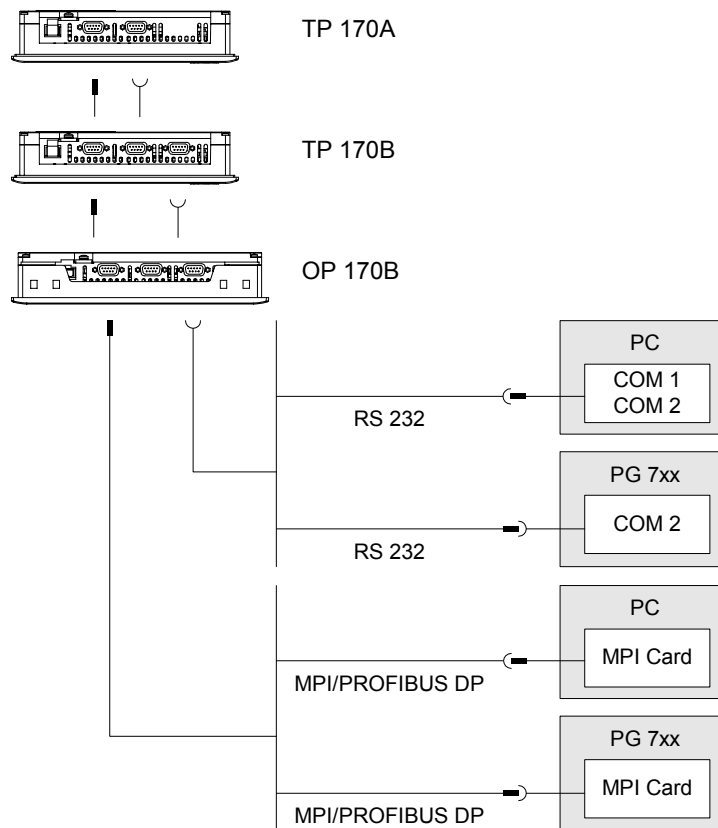 TP 170A
TP 170B
OP 170B
PC
COM 1
COM 2
RS 232
PG 7xx
COM 2
RS 232
PC
MPI Card
MPI/PROFIBUS DP
PG 7xx
MPI Card
MPI/PROFIBUS DP